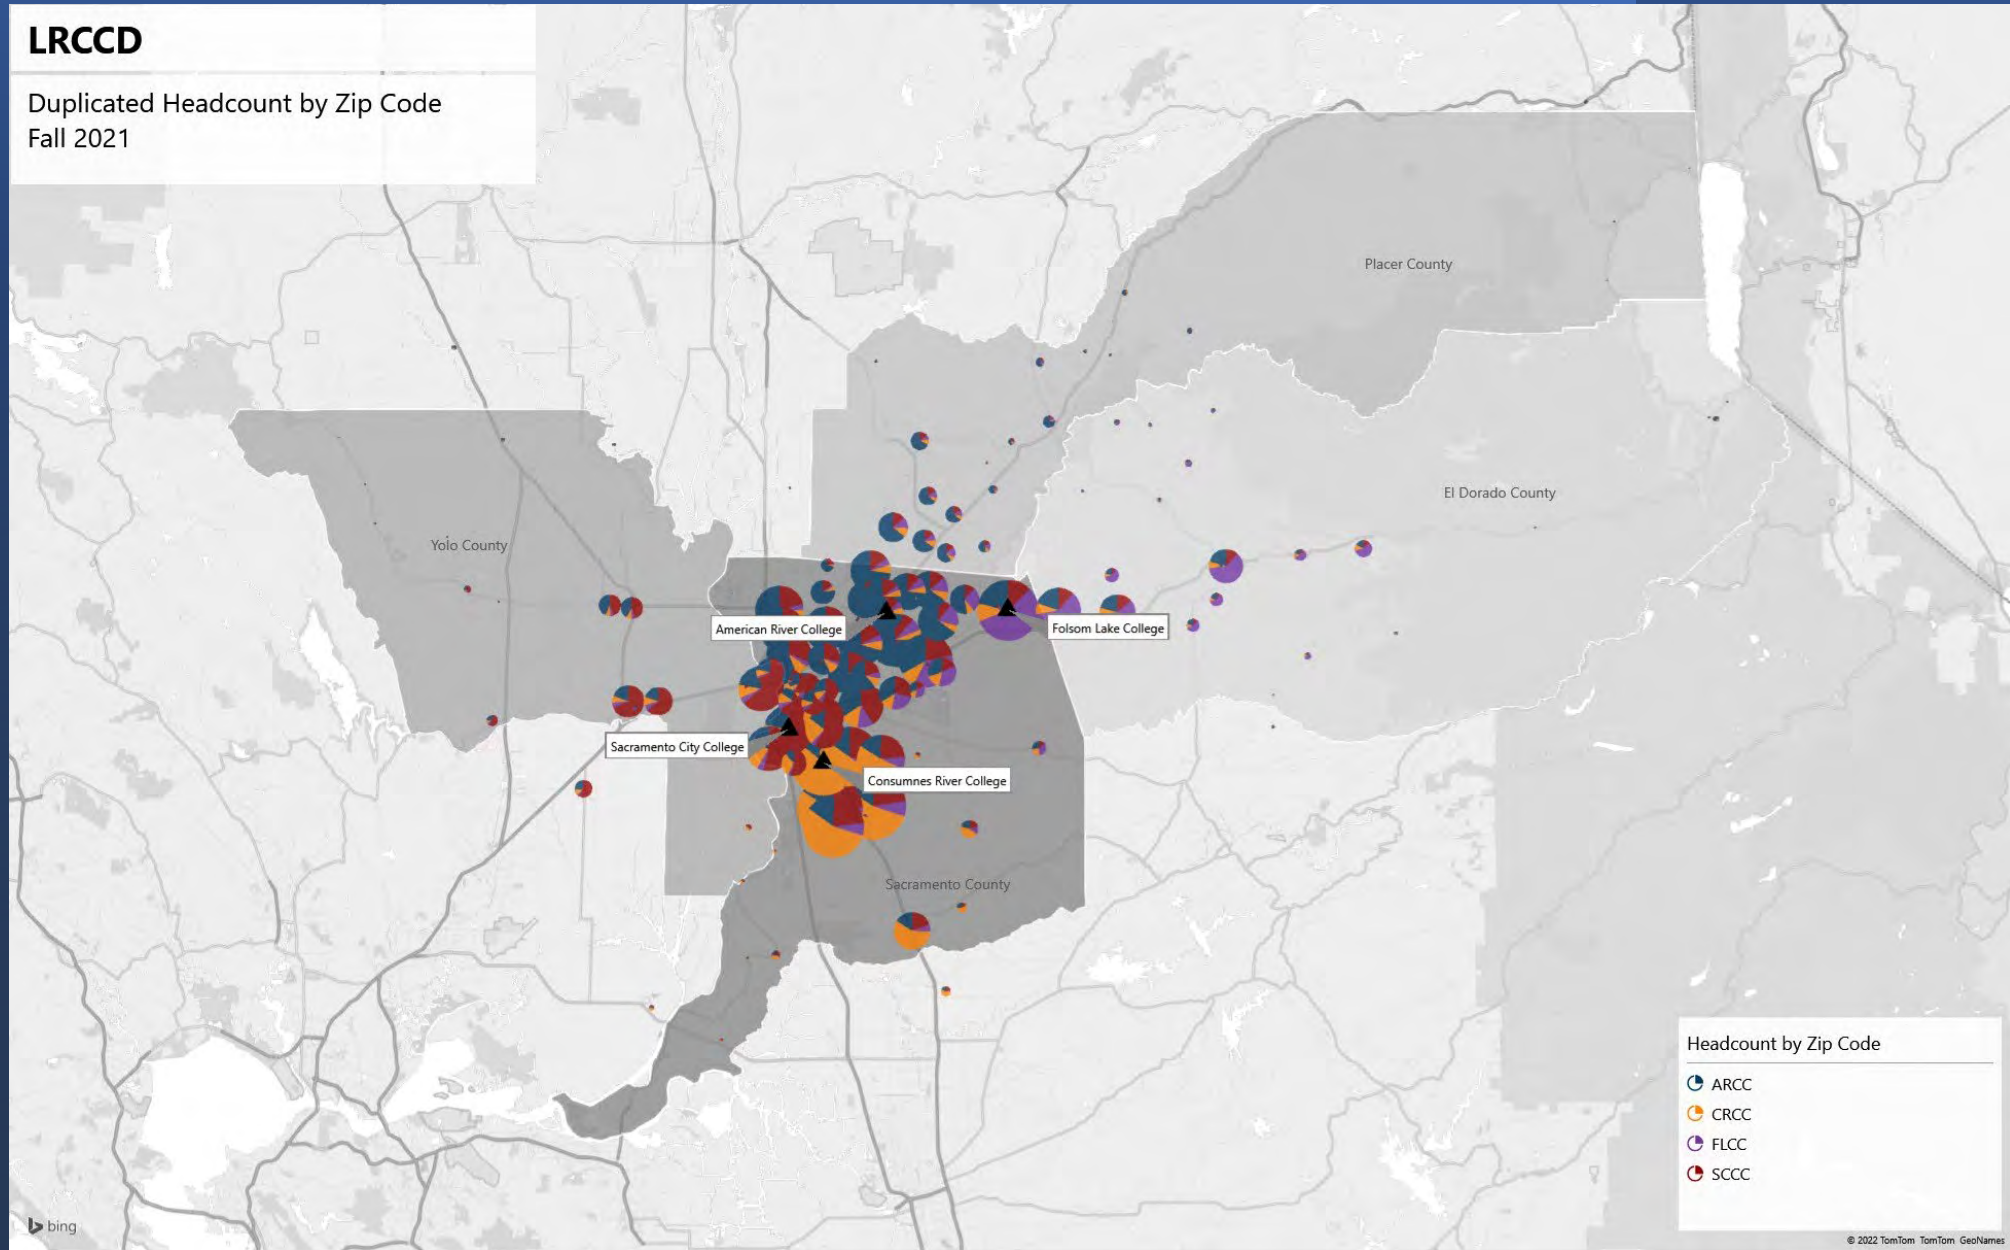 LRCCD
Duplicated Headcount by Zip Code
Fall 2021
Placer County
El Dorado County
Yolo County
American River College
Folsom Lake College
Sacramento City College
Consumnes River College
Sacramento County
Headcount by Zip Code
ARCC
CRCC
FLCC
SCCC
bing
© 2022 TomTom TomTom GeoNames